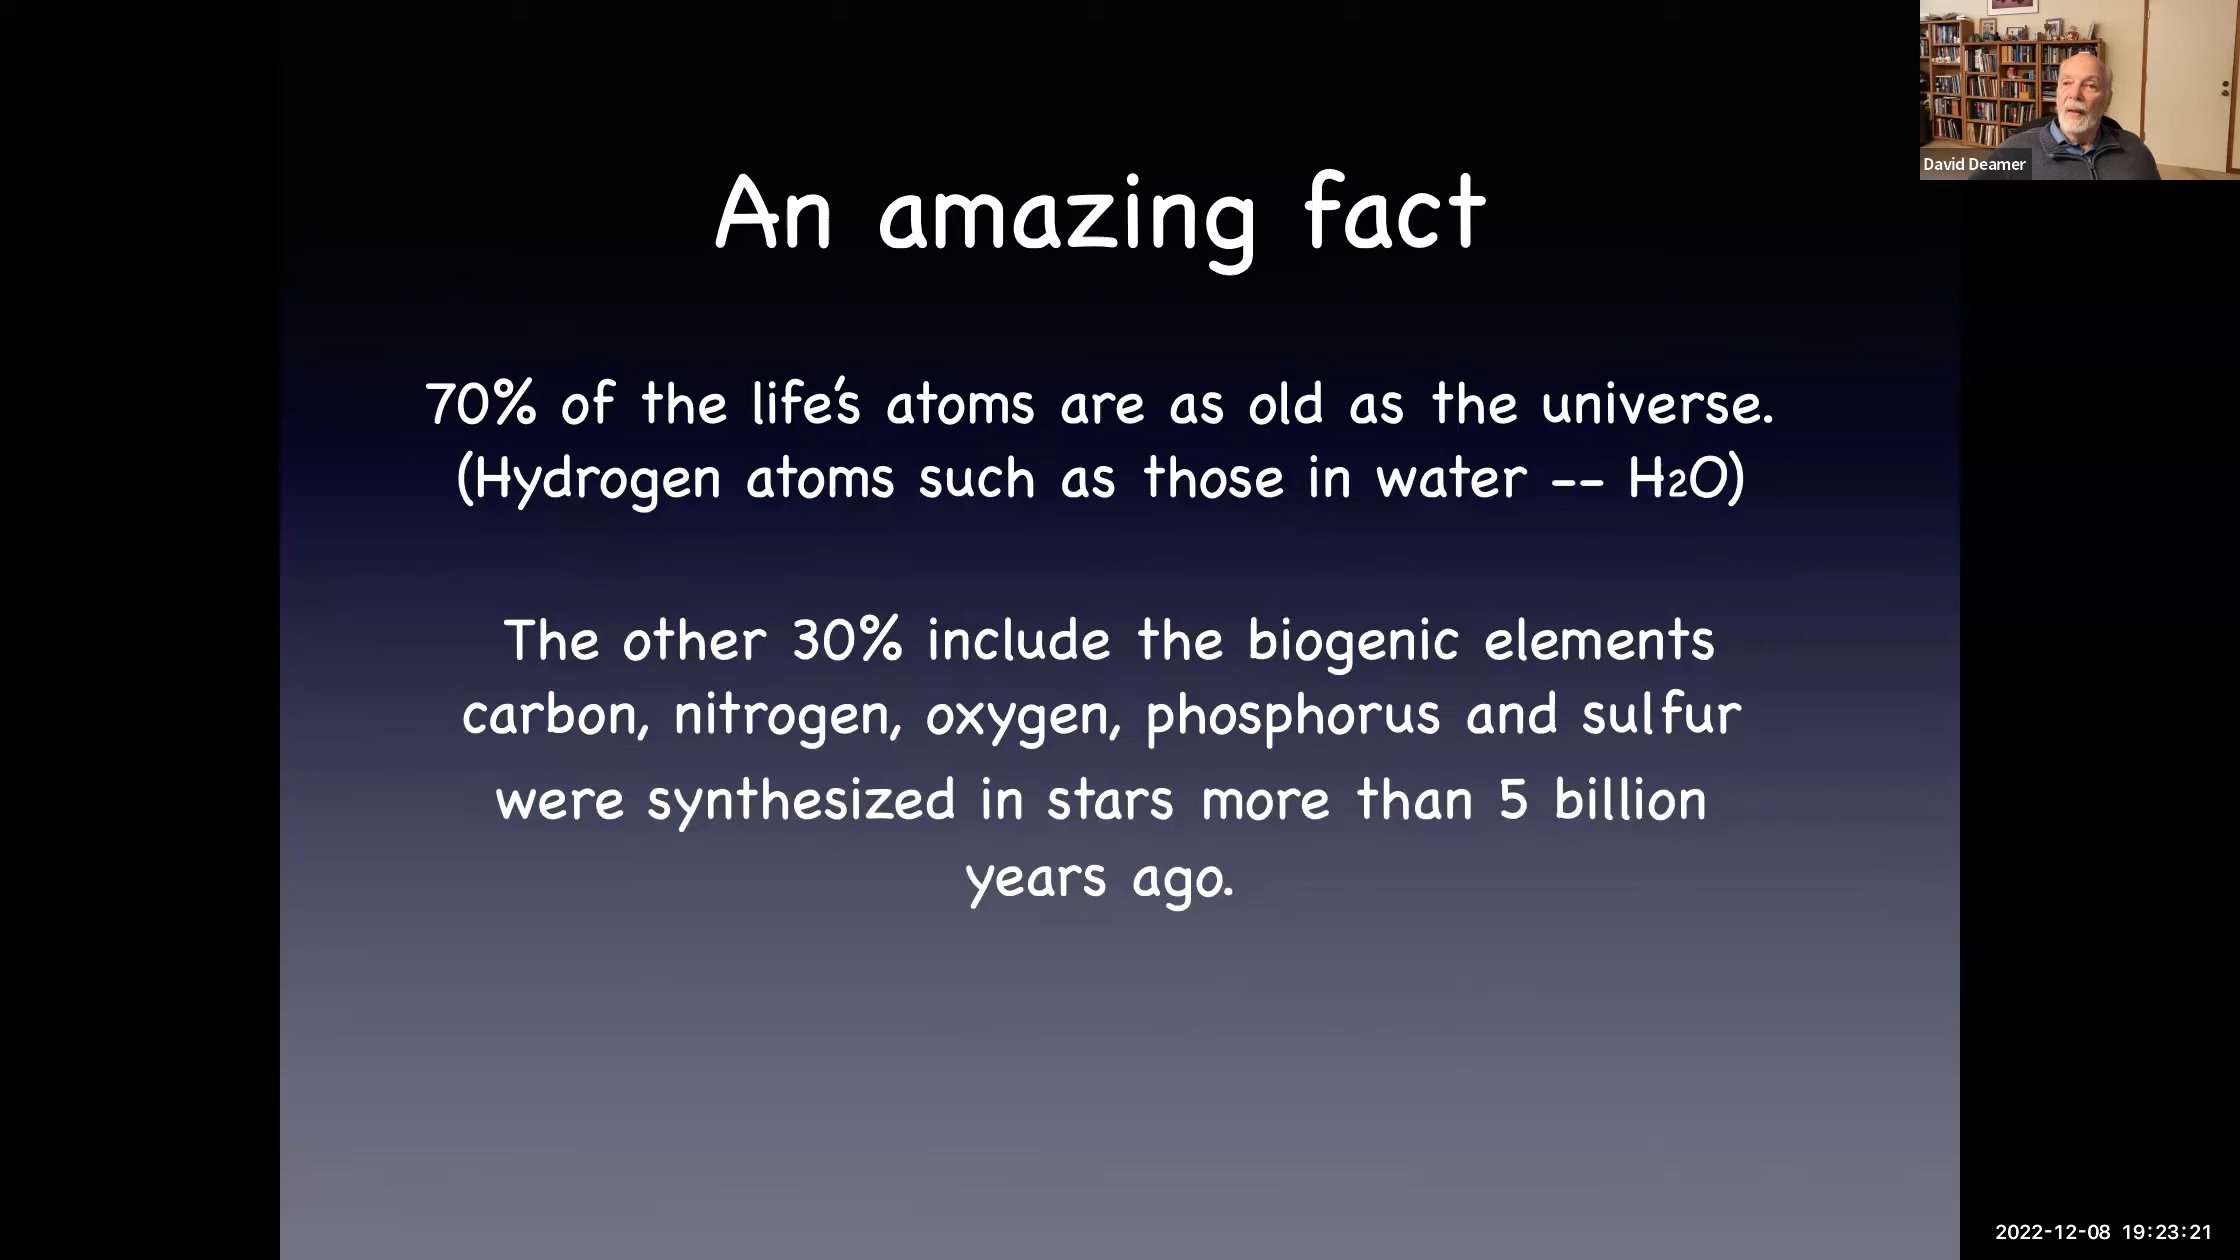 An amazing fact
70% of the life's atoms are as old as the universe.
(Hydrogen atoms such as those in water -- H2O)
The other 30% include the biogenic elements
carbon, nitrogen, oxygen, phosphorus and sulfur
were synthesized in stars more than 5 billion
years ago.
David Deamer
2022-12-08 19:23:21